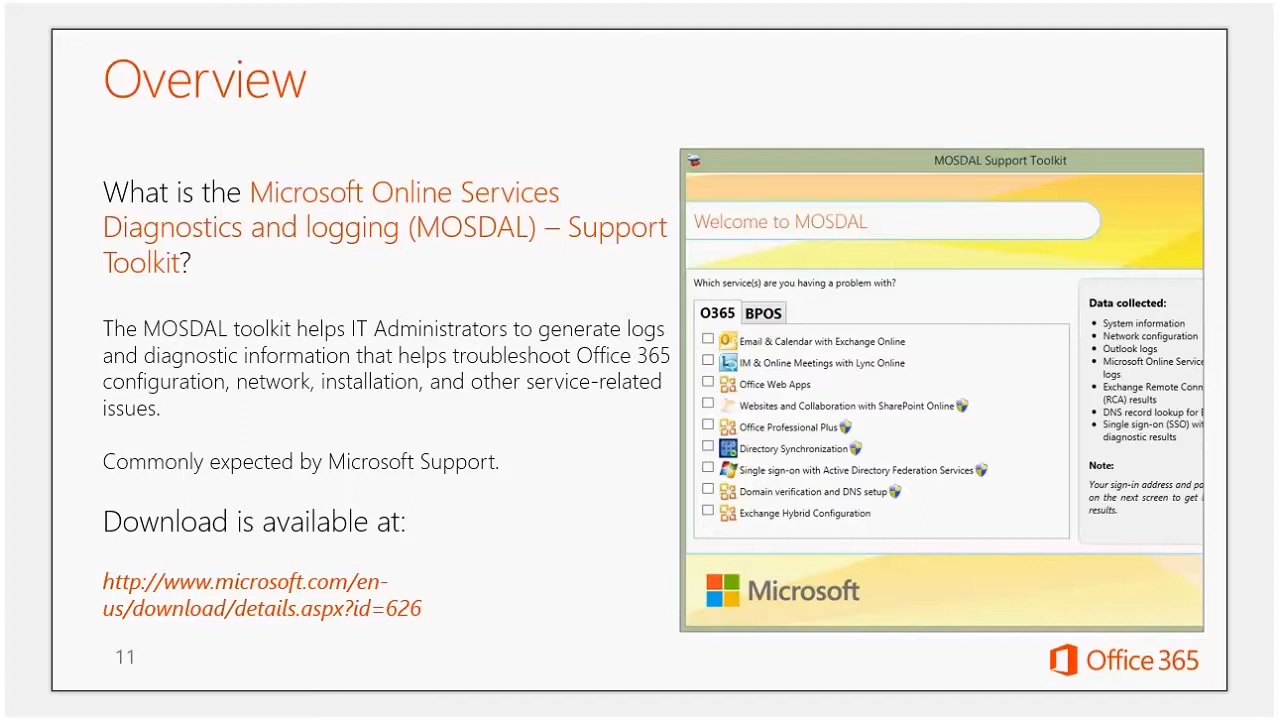 Overview
What is the Microsoft Online Services
Diagnostics and logging (MOSDAL) – Support
Toolkit?
The MOSDAL toolkit helps IT Administrators to generate logs
and diagnostic information that helps troubleshoot Office 365
configuration, network, installation, and other service-related
issues.
Commonly expected by Microsoft Support.
Download is available at:
http://www.microsoft.com/en-
us/download/details.aspx?id=626
11
MOSDAL Support Toolkit
Welcome to MOSDAL
Which service(s) are you having a problem with?
O365 BPOS
Email & Calendar with Exchange Online
IM & Online Meetings with Lync Online
Office Web Apps
Websites and Collaboration with SharePoint Online
Office Professional Plus
Directory Synchronization
Single sign-on with Active Directory Federation Services
Domain verification and DNS setup
Exchange Hybrid Configuration
Data collected:
• System information
• Network configuration
• Outlook logs
• Microsoft Online Service
logs
• Exchange Remote Conn
(RCA) results
• DNS record lookup for E
• Single sign-on (SSO) wit
diagnostic results
Note:
Your sign-in address and pa
on the next screen to get
results.
Microsoft
Office 365